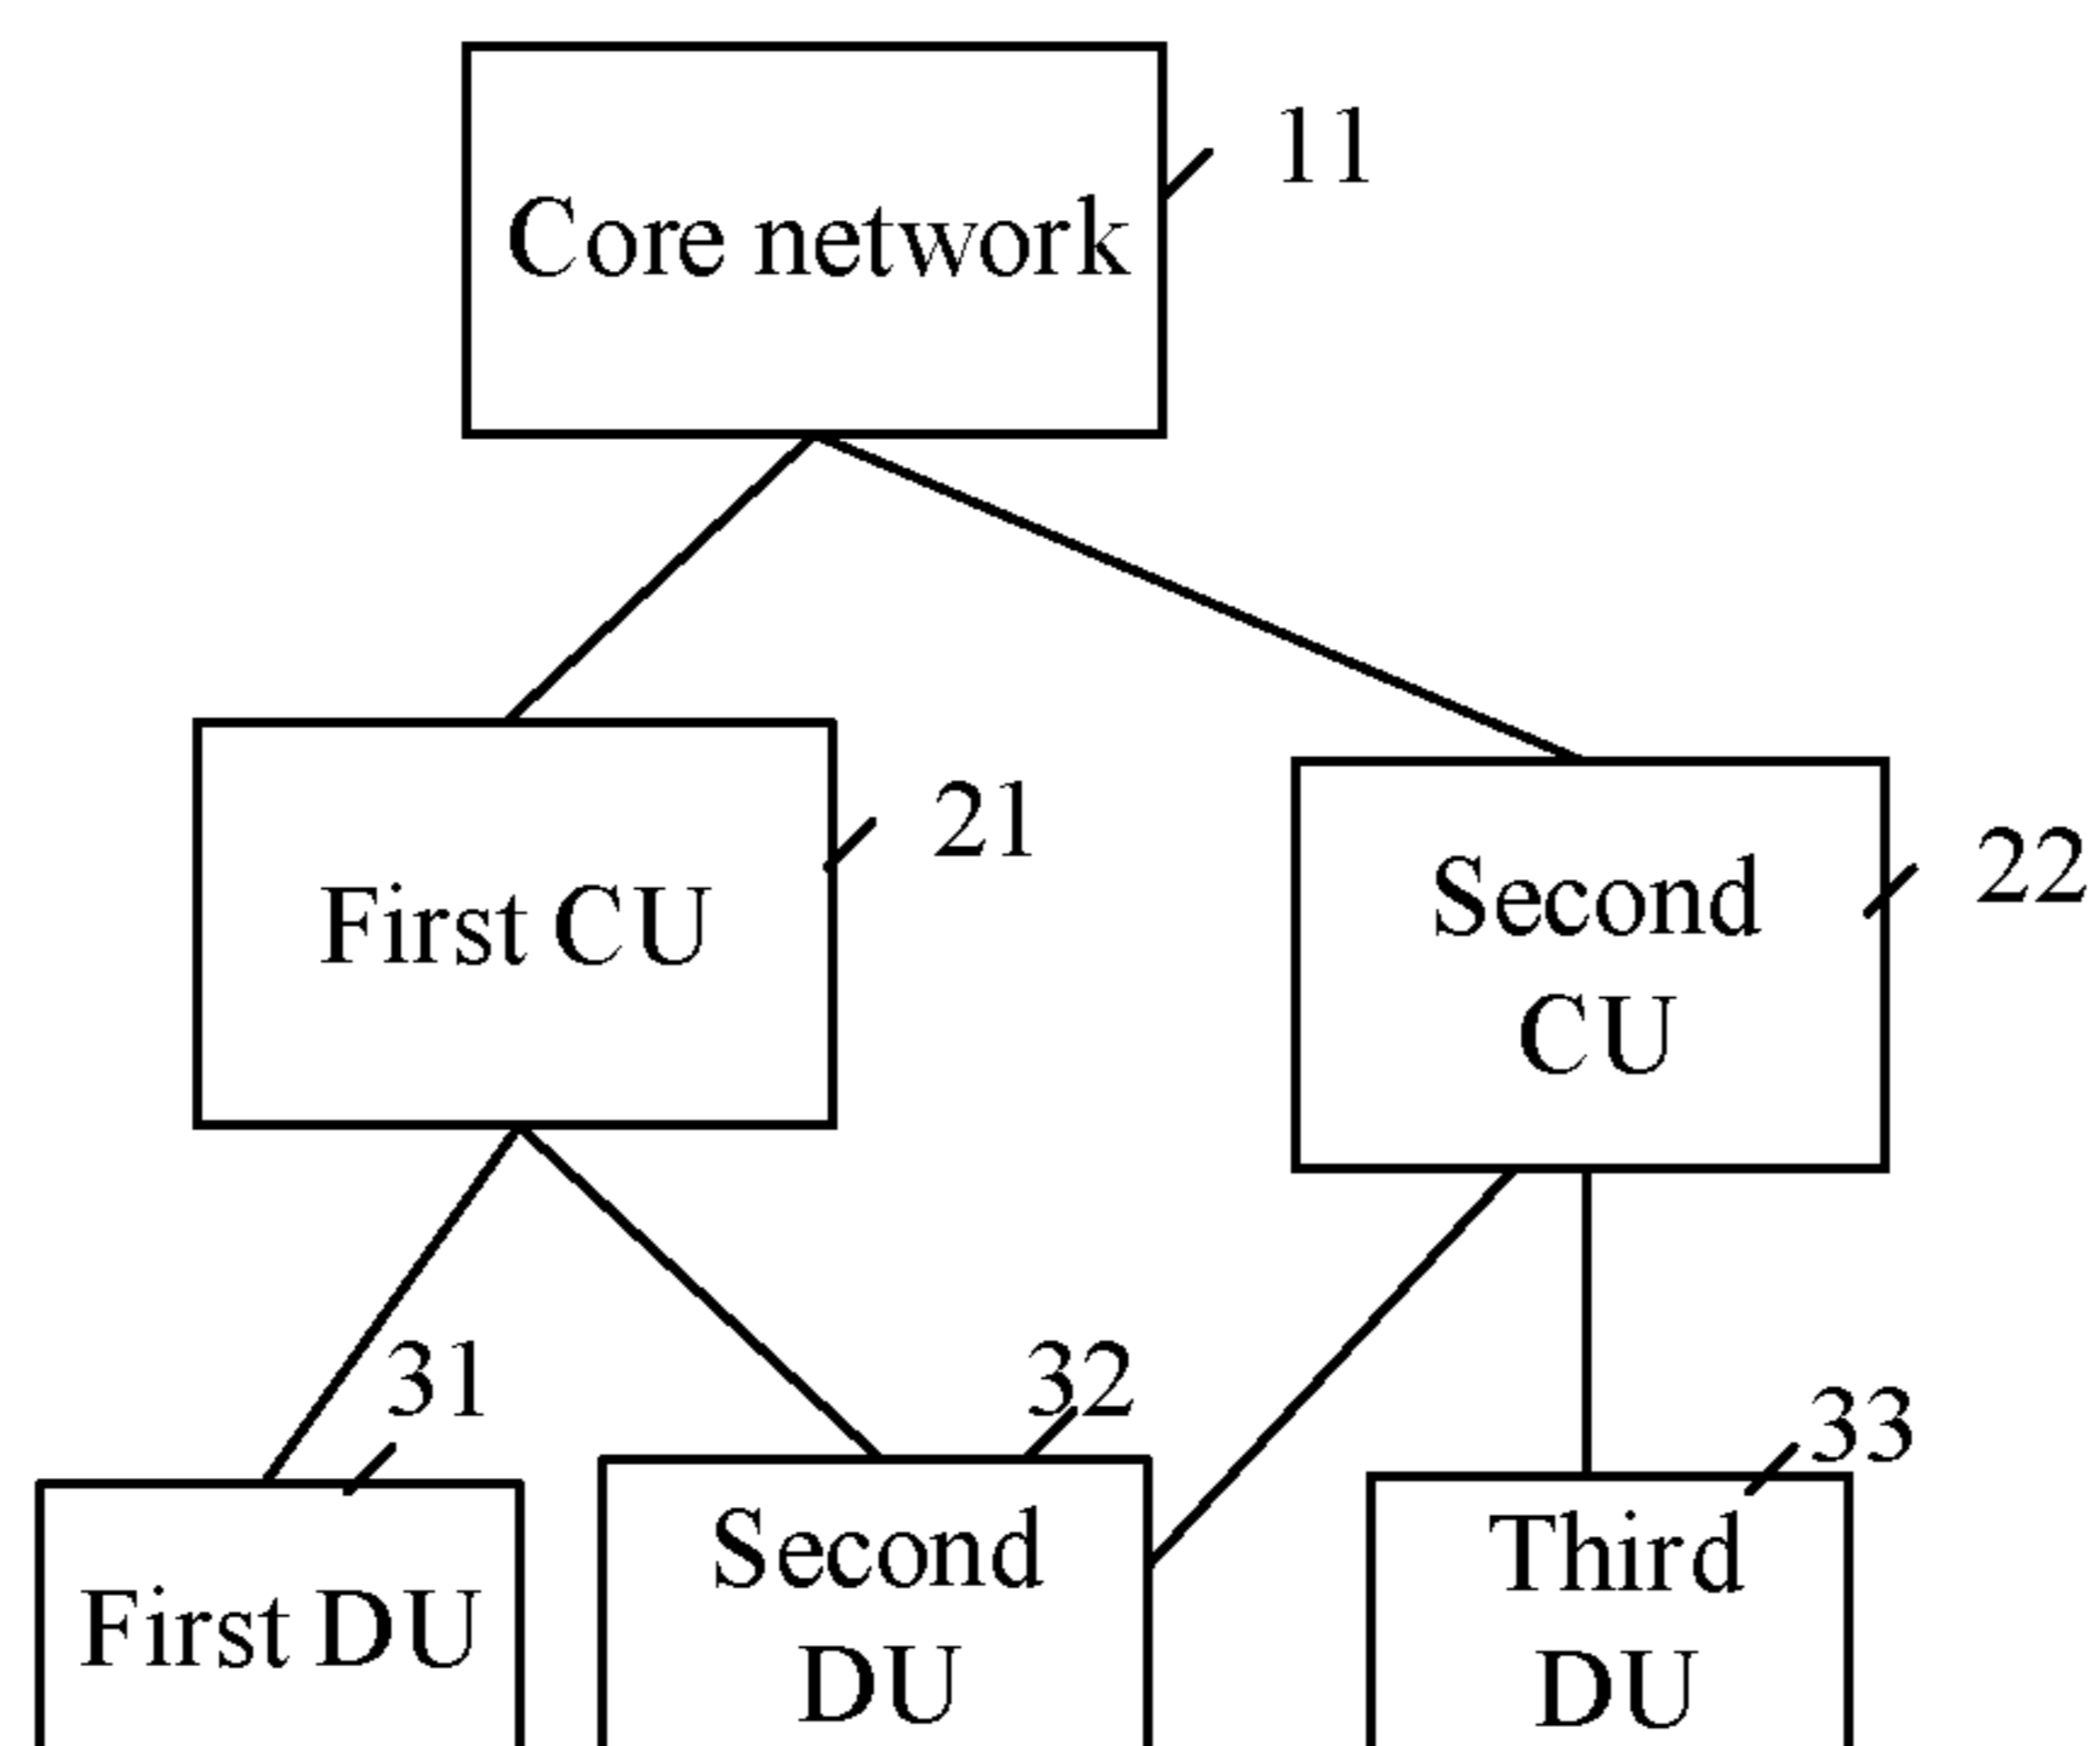 11
Core network
21
First CU
22
Second
CU
31
32
33
First DU
Second
DU
Third
DU